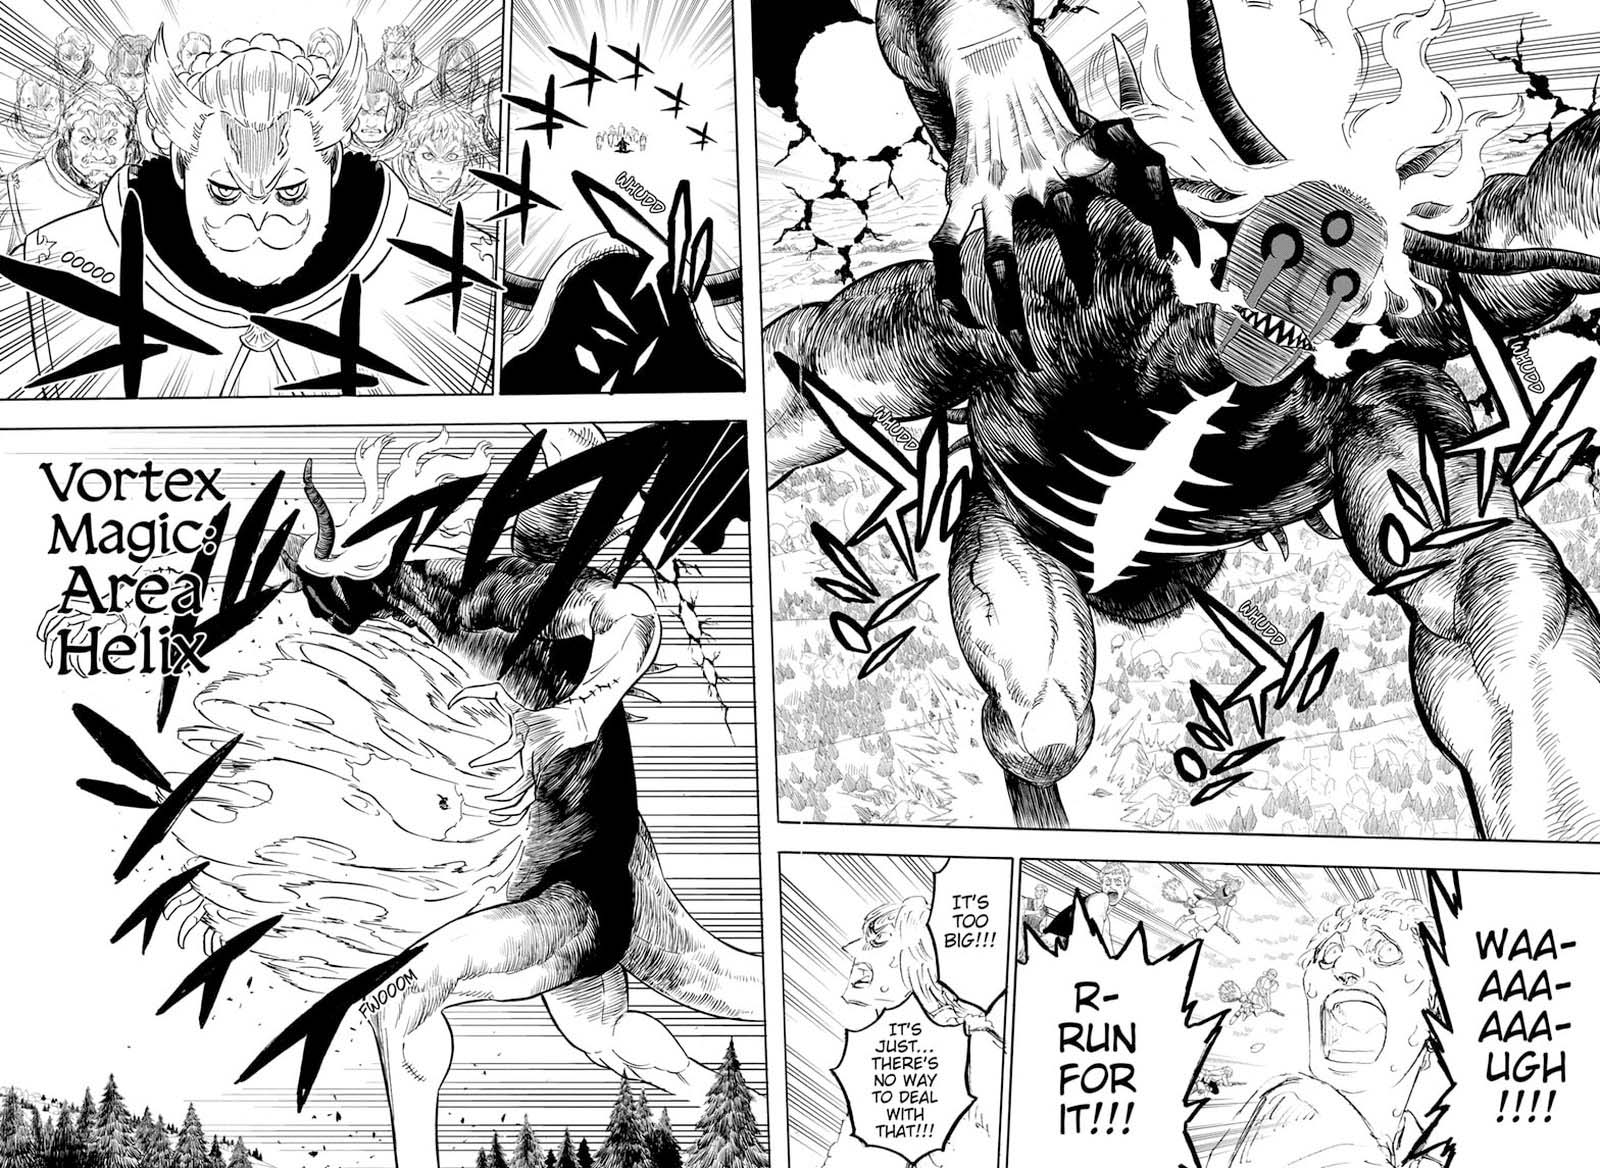 WHUDD
WHUDD
WHUDD
WAA-
AAA-
AAA-
UGH
!!!!
R-
RUN
FOR
IT!!!
IT'S
TOO
BIG!!!
IT'S
JUST...
THERE'S
NO WAY
TO DEAL
WITH
THAT!!!
WHUDD
OOOOO
Vortex
Magic:
Area
Helix
FWOOOM